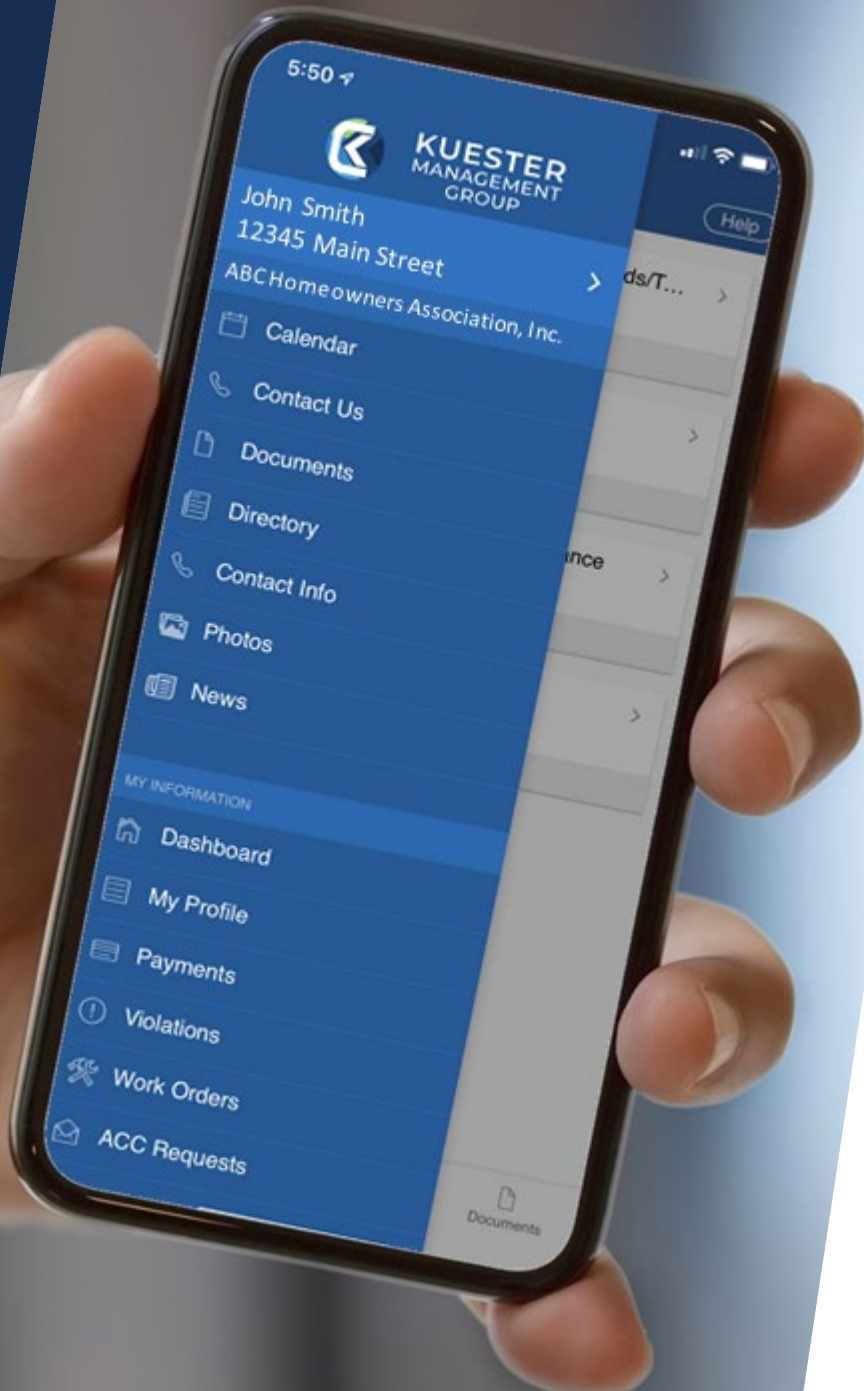 5:50
KUESTER
MANAGEMENT
GROUP
Help
John Smith
12345 Main Street
ABC Homeowners Association, Inc.
ds/T...
Calendar
Contact Us
Documents
Directory
Contact Info
ance
Photos
News
MY INFORMATION
Dashboard
My Profile
Payments
Violations
Work Orders
ACC Requests
Documents